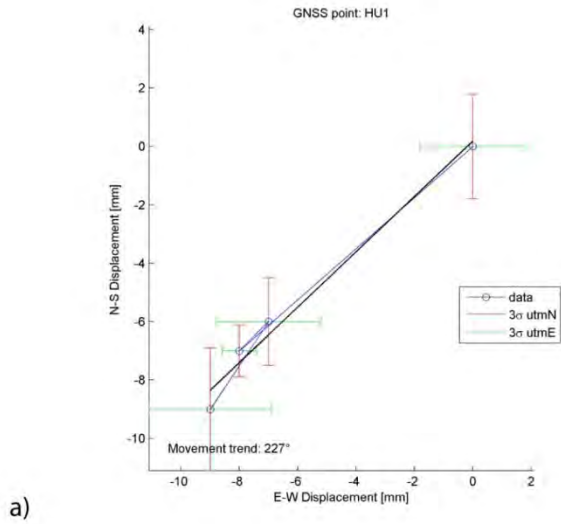 GNSS point: HU1
4
2
0
-2
-4
-6
-8
-10
N-S Displacement [mm]
data
3σ utmN
3σ utmE
Movement trend: 227°
-10 -8 -6 -4 -2 0 2
E-W Displacement [mm]
a)